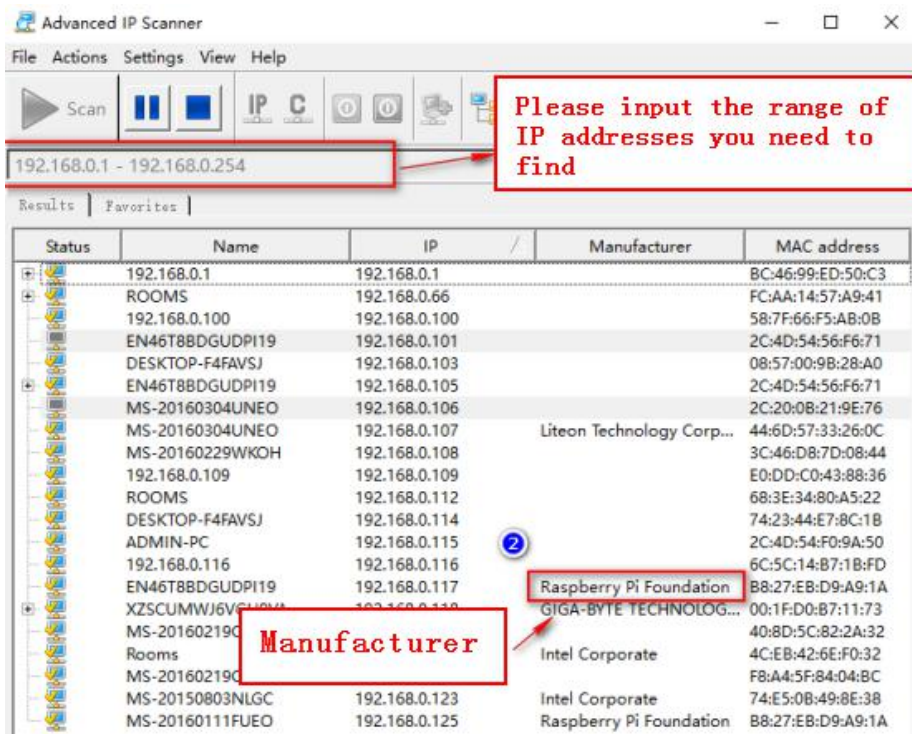 Advanced IP Scanner
File Actions Settings View Help
Scan
IP C
Please input the range of
IP addresses you need to
find
192.168.0.1 - 192.168.0.254
Results Favorites
Status Name IP Manufacturer MAC address
192.168.0.1 192.168.0.1 BC:46:99:ED:50:C3
ROOMS 192.168.0.66 FC:AA:14:57:A9:41
192.168.0.100 192.168.0.100 58:7F:66:F5:AB:0B
EN46T8BDGUDPI19 192.168.0.101 2C:4D:54:56:F6:71
DESKTOP-F4FAVSJ 192.168.0.103 08:57:00:9B:28:A0
EN46T8BDGUDPI19 192.168.0.105 2C:4D:54:56:F6:71
MS-20160304UNEO 192.168.0.106 2C:20:0B:21:9E:76
MS-20160304UNEO 192.168.0.107 Liteon Technology Corp... 44:6D:57:33:26:0C
MS-20160229WKOH 192.168.0.108 3C:46:D8:7D:08:44
192.168.0.109 192.168.0.109 E0:DD:C0:43:88:36
ROOMS 192.168.0.112 68:3E:34:80:A5:22
DESKTOP-F4FAVSJ 192.168.0.114 74:23:44:E7:8C:1B
ADMIN-PC 192.168.0.115 2 2C:4D:54:F0:9A:50
192.168.0.116 192.168.0.116 6C:5C:14:B7:1B:FD
EN46T8BDGUDPI19 192.168.0.117 Raspberry Pi Foundation B8:27:EB:D9:A9:1A
GIGA-BYTE TECHNOLOG... 00:1F:D0:B7:11:73
MS-20160219 40:8D:5C:82:2A:32
Manufacturer
Rooms Intel Corporate 4C:EB:42:6E:F0:32
MS-20160219 F8:A4:5F:84:04:BC
MS-20150803NLGC 192.168.0.123 Intel Corporate 74:E5:0B:49:8E:38
MS-20160111FUEO 192.168.0.125 Raspberry Pi Foundation B8:27:EB:D9:A9:1A